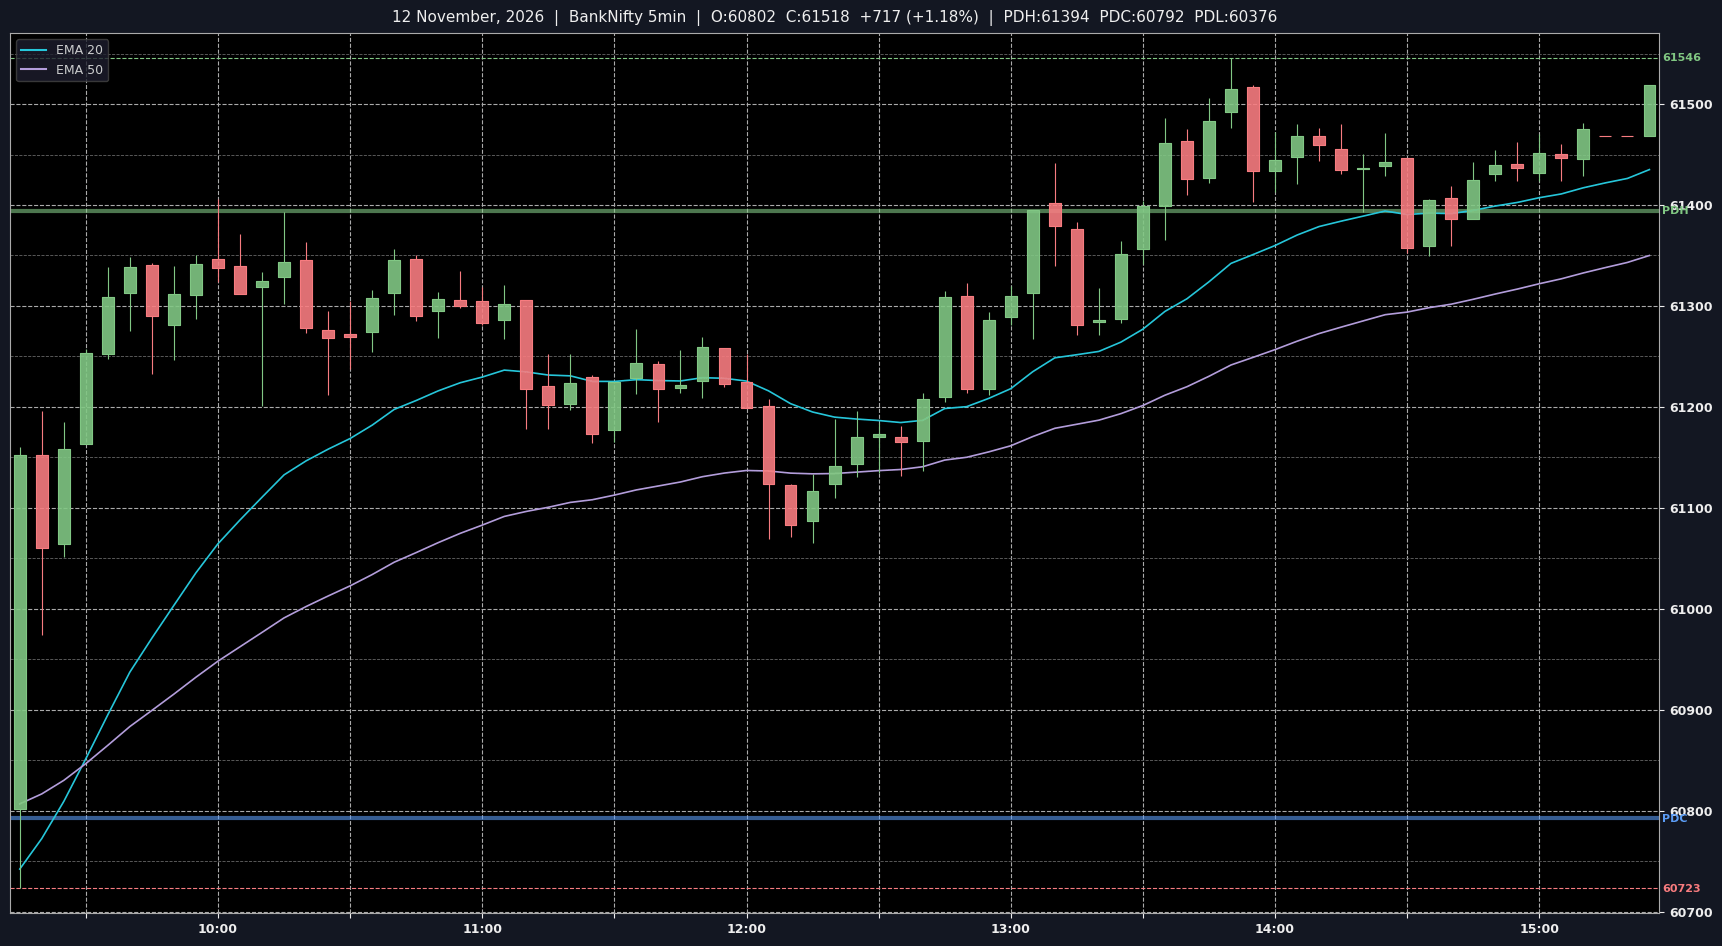 12 November, 2026 | BankNifty 5min | O:60802 C:61518 +717 (+1.18%) | PDH:61394 PDC:60792 PDL:60376
EMA 20
EMA 50
61546
61500
61400
PDH
61300
61200
61100
61000
60900
60800
PDC
60723
60700
10:00 11:00 12:00 13:00 14:00 15:00